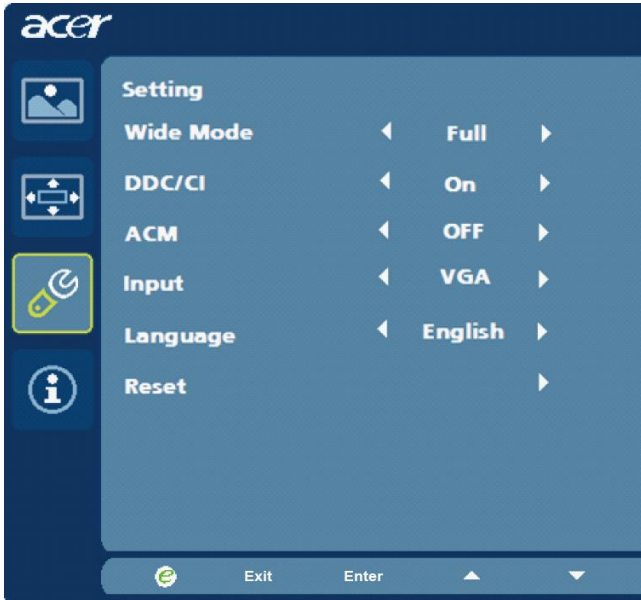 acer
Setting
Wide Mode Full
DDC/CI On
ACM OFF
Input VGA
Language English
Reset
e Exit Enter